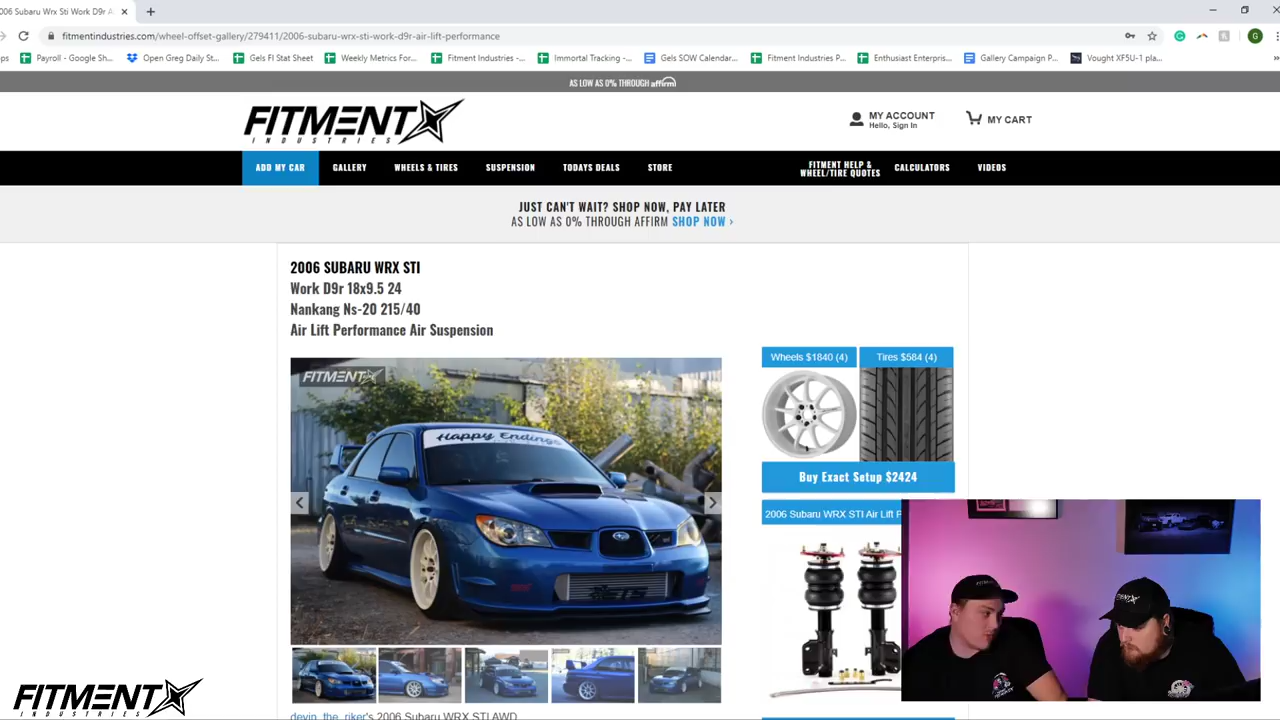 2006 Subaru Wrx Sti Work D9r A
fitmentindustries.com/wheel-offset-gallery/279411/2006-subaru-wrx-sti-work-d9r-air-lift-performance
Payroll - Google Sh...
Open Greg Daily St...
Gels FI Stat Sheet
Weekly Metrics For...
Fitment Industries -...
Immortal Tracking -...
Gels SOW Calendar...
Fitment Industries P...
Enthusiast Enterpris...
Gallery Campaign P...
Vought XF5U-1 pla...
AS LOW AS 0% THROUGH affirm
FITMENT
INDUSTRIES
MY ACCOUNT
Hello, Sign In
MY CART
ADD MY CAR
GALLERY
WHEELS & TIRES
SUSPENSION
TODAYS DEALS
STORE
FITMENT HELP &
WHEEL/TIRE QUOTES
CALCULATORS
VIDEOS
JUST CAN'T WAIT? SHOP NOW, PAY LATER
AS LOW AS 0% THROUGH AFFIRM SHOP NOW ›
2006 SUBARU WRX STI
Work D9r 18x9.5 24
Nankang Ns-20 215/40
Air Lift Performance Air Suspension
Wheels $1840 (4)
Tires $584 (4)
FITMENT
Happy Endings
Buy Exact Setup $2424
2006 Subaru WRX STI Air Lift P
devin_the_riker's 2006 Subaru WRX STI AWD
FITMENT
INDUSTRIES